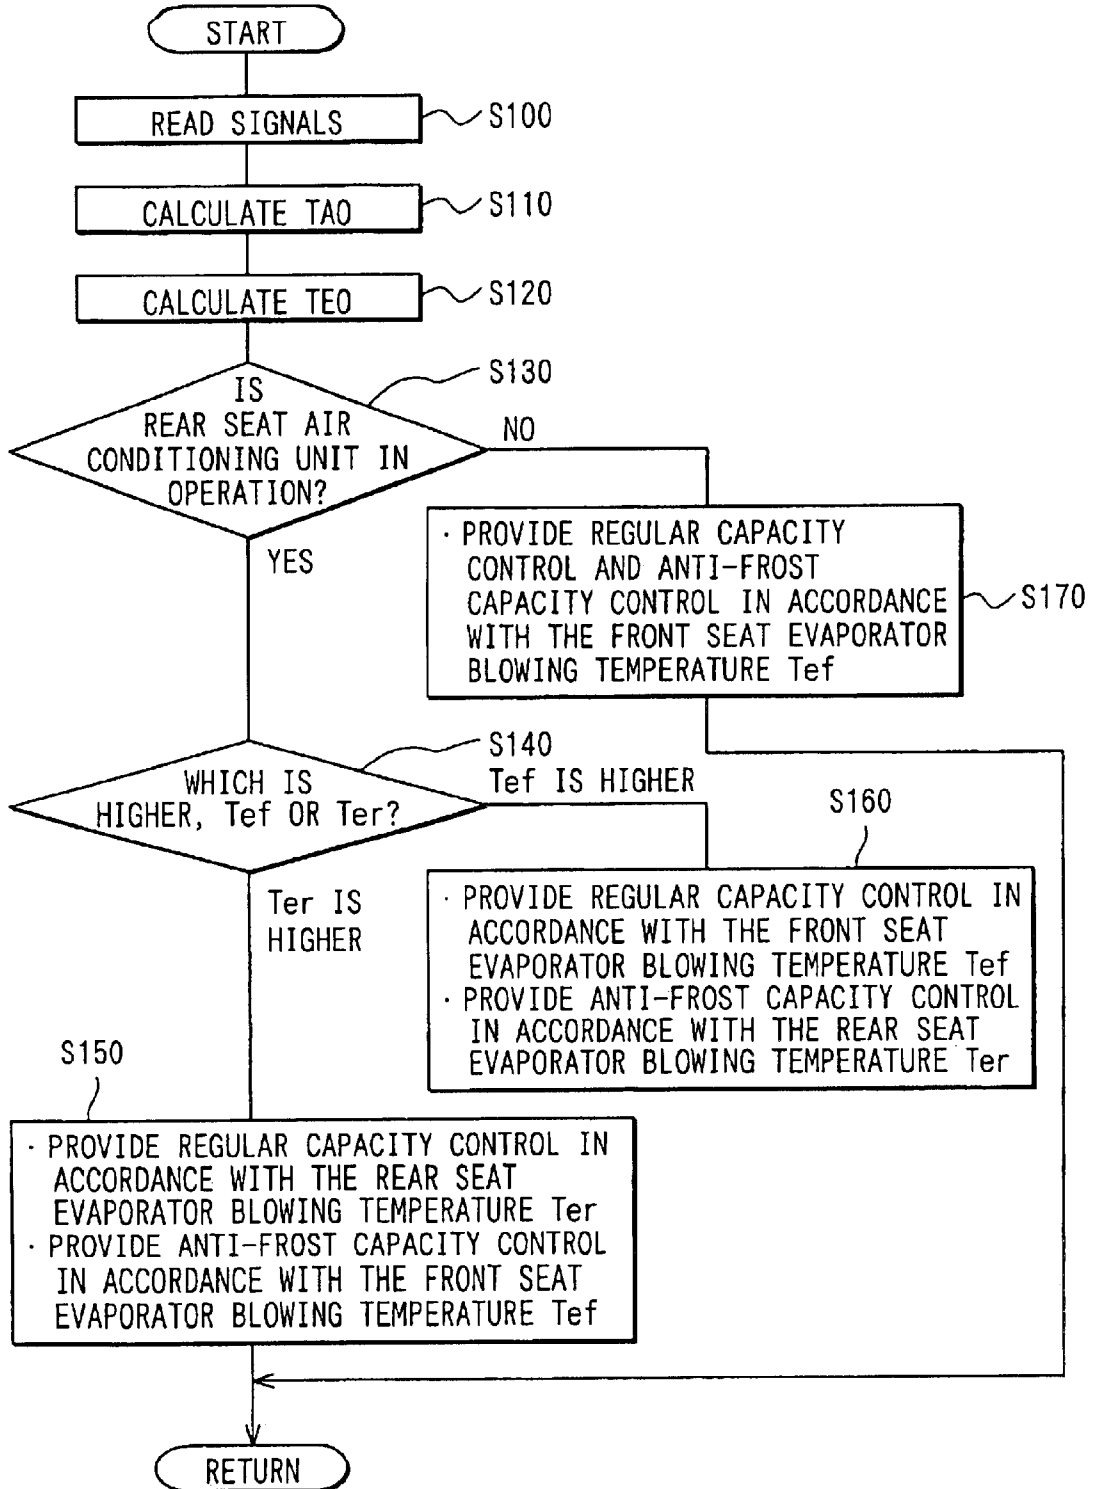 START
READ SIGNALS
S100
CALCULATE TAO
S110
CALCULATE TEO
S120
S130
IS
REAR SEAT AIR
CONDITIONING UNIT IN
OPERATION?
NO
YES
· PROVIDE REGULAR CAPACITY
CONTROL AND ANTI-FROST
CAPACITY CONTROL IN ACCORDANCE
WITH THE FRONT SEAT EVAPORATOR
BLOWING TEMPERATURE Tef
S170
S140
WHICH IS
HIGHER, Tef OR Ter?
Tef IS HIGHER
Ter IS
HIGHER
S160
· PROVIDE REGULAR CAPACITY CONTROL IN
ACCORDANCE WITH THE FRONT SEAT
EVAPORATOR BLOWING TEMPERATURE Tef
· PROVIDE ANTI-FROST CAPACITY CONTROL
IN ACCORDANCE WITH THE REAR SEAT
EVAPORATOR BLOWING TEMPERATURE Ter
S150
· PROVIDE REGULAR CAPACITY CONTROL IN
ACCORDANCE WITH THE REAR SEAT
EVAPORATOR BLOWING TEMPERATURE Ter
· PROVIDE ANTI-FROST CAPACITY CONTROL
IN ACCORDANCE WITH THE FRONT SEAT
EVAPORATOR BLOWING TEMPERATURE Tef
RETURN